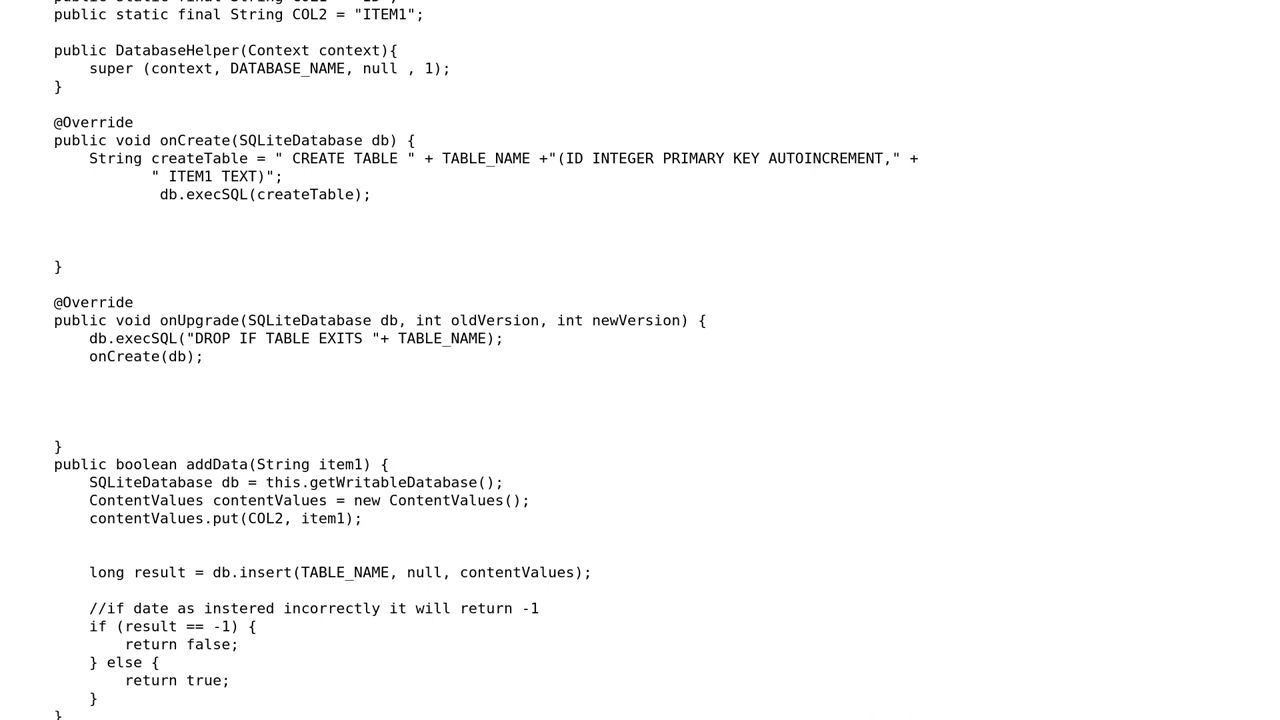 public static final String COL2 = "ITEM1";
public DatabaseHelper(Context context){
super (context, DATABASE_NAME, null , 1);
}
@Override
public void onCreate(SQLiteDatabase db) {
String createTable = " CREATE TABLE " + TABLE_NAME +"(ID INTEGER PRIMARY KEY AUTOINCREMENT," +
" ITEM1 TEXT)";
db.execSQL(createTable);
}
@Override
public void onUpgrade(SQLiteDatabase db, int oldVersion, int newVersion) {
db.execSQL("DROP IF TABLE EXITS "+ TABLE_NAME);
onCreate(db);
}
public boolean addData(String item1) {
SQLiteDatabase db = this.getWritableDatabase();
ContentValues contentValues = new ContentValues();
contentValues.put(COL2, item1);
long result = db.insert(TABLE_NAME, null, contentValues);
//if date as instered incorrectly it will return -1
if (result == -1) {
return false;
} else {
return true;
}
}